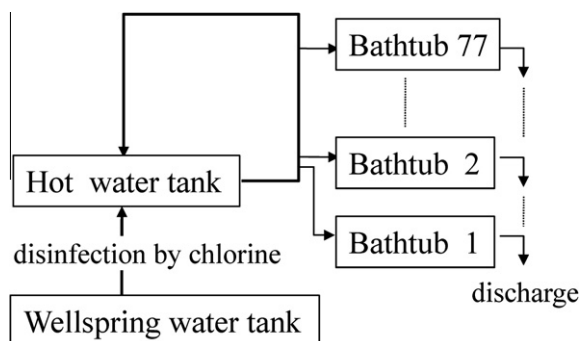 Bathtub 77
Bathtub 2
Hot water tank
Bathtub 1
disinfection by chlorine
discharge
Wellspring water tank